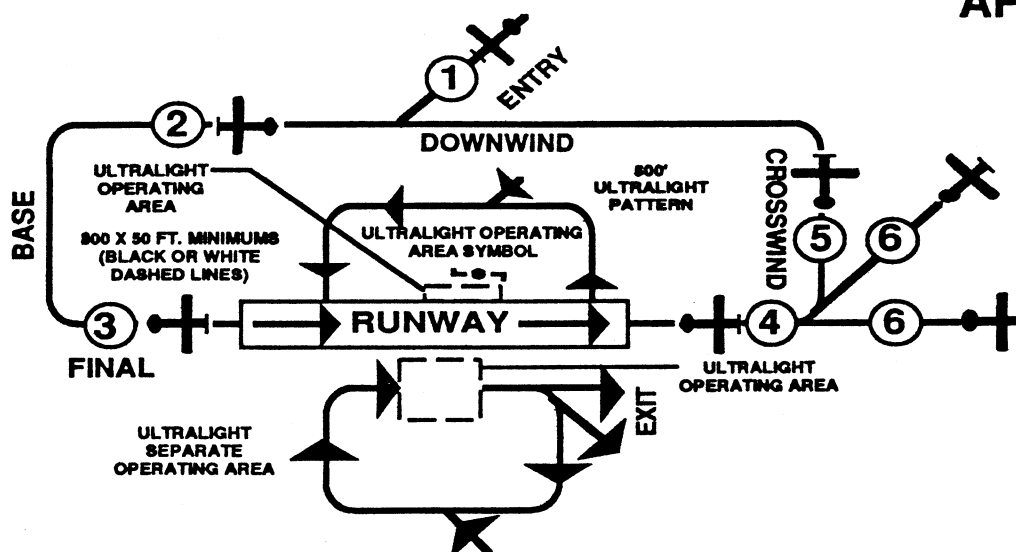 AP
1
ENTRY
2
DOWNWIND
ULTRALIGHT
OPERATING
AREA
800'
ULTRALIGHT
PATTERN
CROSSWIND
BASE
300 X 50 FT. MINIMUMS
(BLACK OR WHITE
DASHED LINES)
ULTRALIGHT OPERATING
AREA SYMBOL
5
6
3
RUNWAY
4
6
FINAL
ULTRALIGHT
OPERATING AREA
EXIT
ULTRALIGHT
SEPARATE
OPERATING AREA